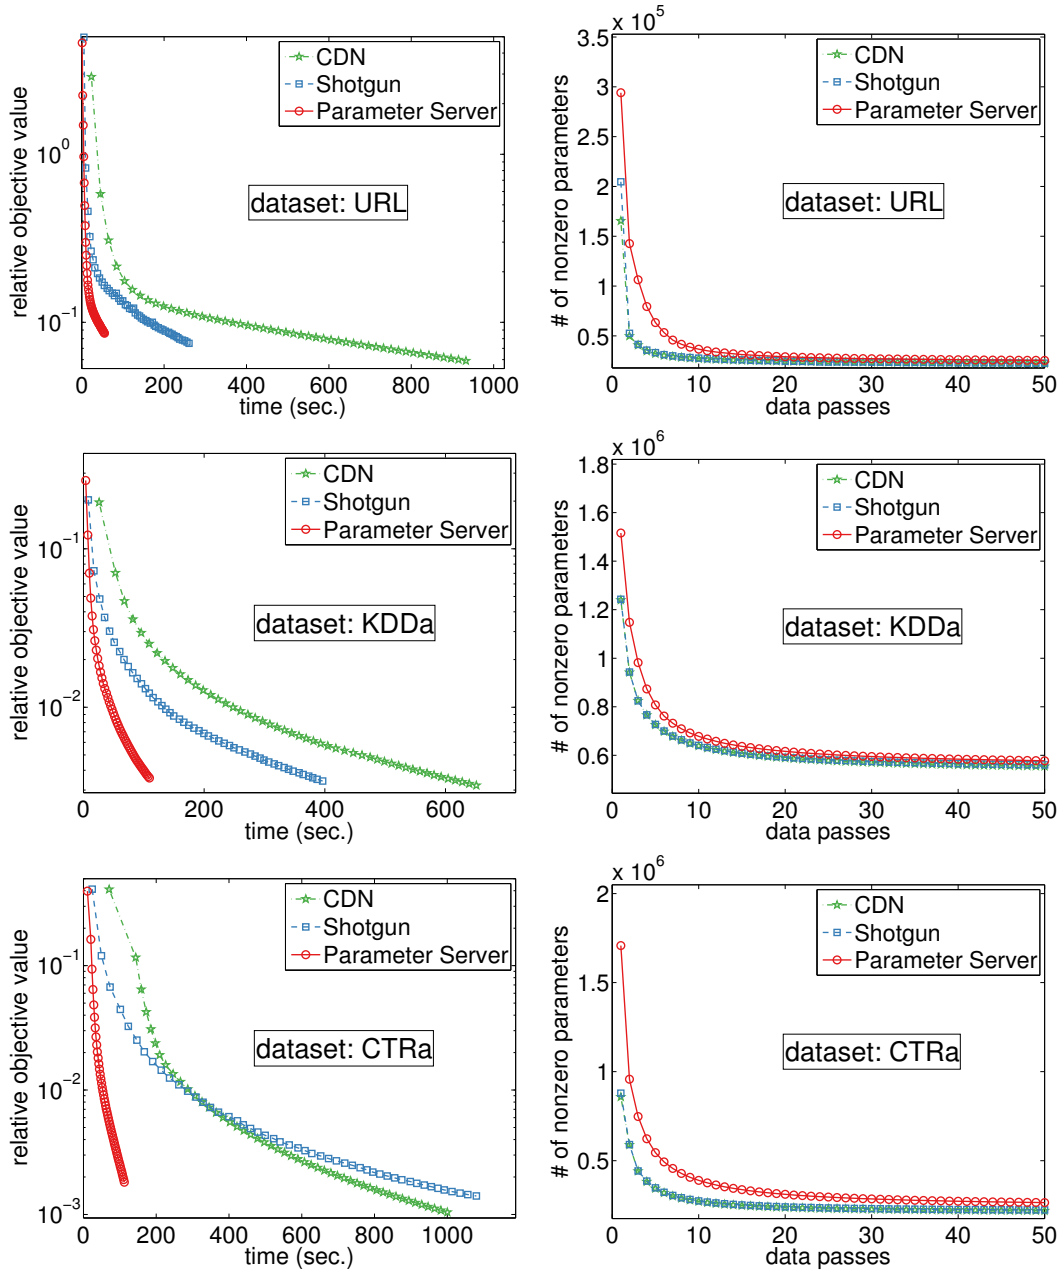 relative objective value
10^0
10^-1
CDN
Shotgun
Parameter Server
dataset: URL
0 200 400 600 800 1000
time (sec.)
x 10^5
# of nonzero parameters
3.5
3
2.5
2
1.5
1
0.5
CDN
Shotgun
Parameter Server
dataset: URL
0 10 20 30 40 50
data passes
relative objective value
10^-1
10^-2
CDN
Shotgun
Parameter Server
dataset: KDDa
0 200 400 600
time (sec.)
x 10^6
# of nonzero parameters
1.8
1.6
1.4
1.2
1
0.8
0.6
CDN
Shotgun
Parameter Server
dataset: KDDa
0 10 20 30 40 50
data passes
relative objective value
10^-1
10^-2
10^-3
CDN
Shotgun
Parameter Server
dataset: CTRa
0 200 400 600 800 1000
time (sec.)
x 10^6
# of nonzero parameters
2
1.5
1
0.5
CDN
Shotgun
Parameter Server
dataset: CTRa
0 10 20 30 40 50
data passes